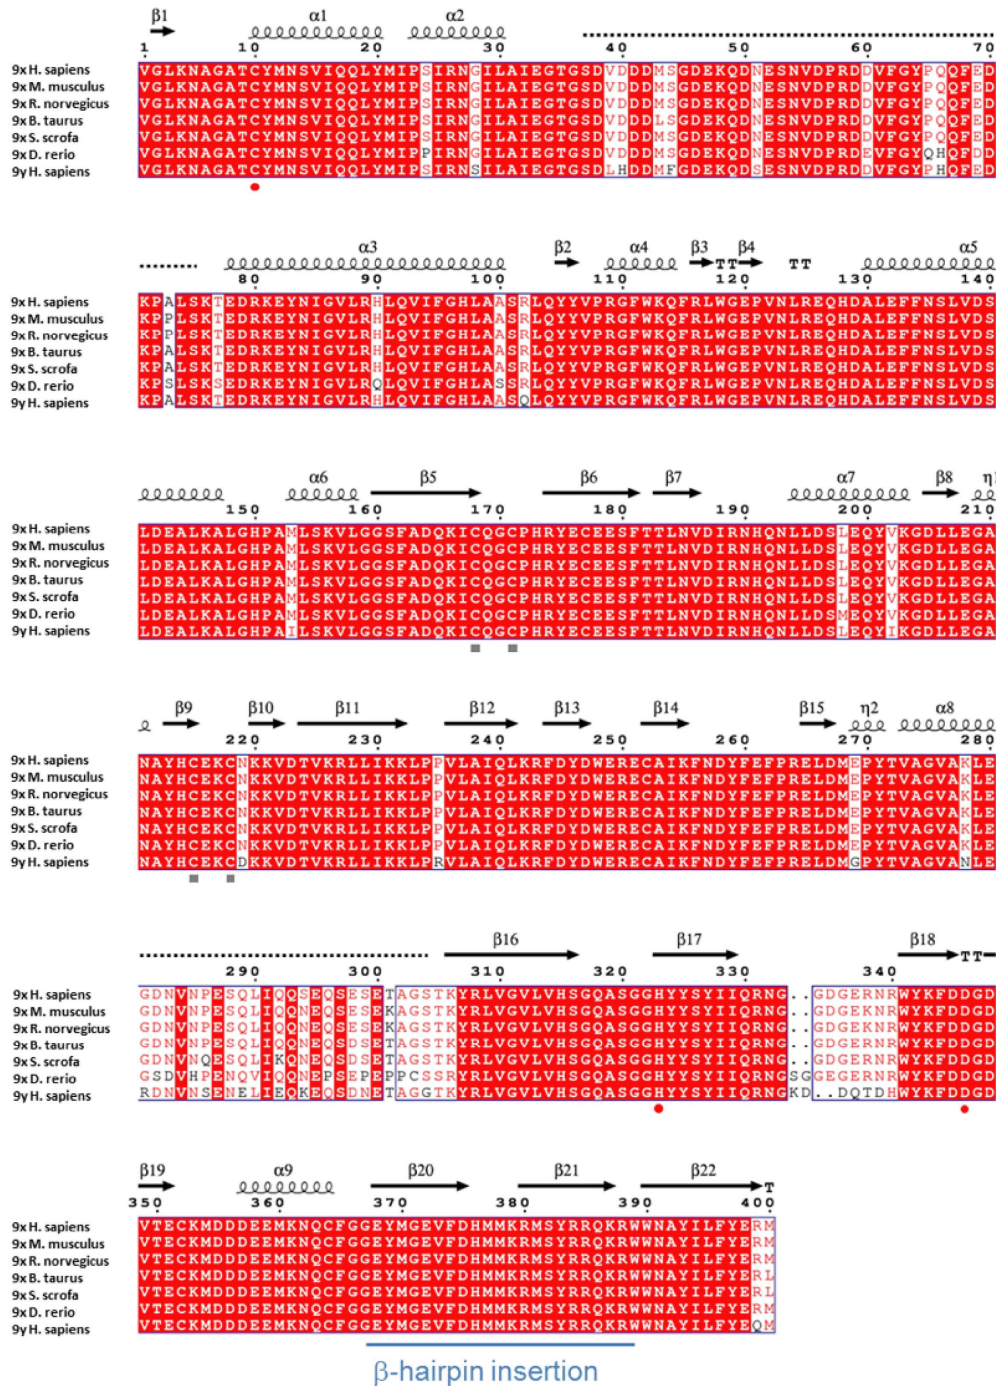 β1 α1 α2
1 10 20 30 40 50 60 70
9x H. sapiens VGLKNAGATCYMNSVIQQLYMIPSIRNGILAIEGTGSDVDDDMSGDEKQDNESNVDPRDDVFGYPQQFED
9x M. musculus VGLKNAGATCYMNSVIQQLYMIPSIRNGILAIEGTGSDVDDDMSGDEKQDNESNVDPRDDVFGYPQQFED
9x R. norvegicus VGLKNAGATCYMNSVIQQLYMIPSIRNGILAIEGTGSDVDDDMSGDEKQDNESNVDPRDDVFGYPQQFED
9x B. taurus VGLKNAGATCYMNSVIQQLYMIPSIRNGILAIEGTGSDVDDDLSGDEKQDNESNVDPRDDVFGYPQQFED
9x S. scrofa VGLKNAGATCYMNSVIQQLYMIPSIRNGILAIEGTGSDVDDDMSGDEKQDNESNVDPRDDVFGYPQQFED
9x D. rerio VGLKNAGATCYMNSVIQQLYMIPPIRNGILAIEGTGSDVDDDMSGDEKQDNESNVDPRDEVFGYQHQFED
9y H. sapiens VGLKNAGATCYMNSVIQQLYMIPSIRNSILAIEGTGSDLHDDMFGDEKQDSESNVDPRDEVFGYPHQFED
α3 β2 α4 β3 β4 α5
80 90 100 110 TT 120 TT 130 140
9x H. sapiens KPALSKTEDRKEYNIGVLRHLQVIFGHLAASRLQYYVPRGFWKQFRLWGEPVNLREQHDALEFFNSLVDS
9x M. musculus KPPLSKTEDRKEYNIGVLRHLQVIFGHLAASRLQYYVPRGFWKQFRLWGEPVNLREQHDALEFFNSLVDS
9x R. norvegicus KPPLSKTEDRKEYNIGVLRHLQVIFGHLAASRLQYYVPRGFWKQFRLWGEPVNLREQHDALEFFNSLVDS
9x B. taurus KPALSKTEDRKEYNIGVLRHLQVIFGHLAASRLQYYVPRGFWKQFRLWGEPVNLREQHDALEFFNSLVDS
9x S. scrofa KPALSKTEDRKEYNIGVLRHLQVIFGHLAASRLQYYVPRGFWKQFRLWGEPVNLREQHDALEFFNSLVDS
9x D. rerio KPSLSKSEDRKEYNIGVLRQLQVIFGHLASSRLQYYVPRGFWKQFRLWGEPVNLREQHDALEFFNSLVDS
9y H. sapiens KPALSKTEDRKEYNIGVLRHLQVIFGHLAASQLQYYVPRGFWKQFRLWGEPVNLREQHDALEFFNSLVDS
α6 β5 β6 β7 α7 β8 η1
150 160 170 180 190 200 210
9x H. sapiens LDEALKALGHPAMLSKVLGGSFADQKICQGCPHRYECEESFTTLNVDIRNHQNLLDSLEQYVKGDLLEGA
9x M. musculus LDEALKALGHPAMLSKVLGGSFADQKICQGCPHRYECEESFTTLNVDIRNHQNLLDSLEQYVKGDLLEGA
9x R. norvegicus LDEALKALGHPAMLSKVLGGSFADQKICQGCPHRYECEESFTTLNVDIRNHQNLLDSLEQYVKGDLLEGA
9x B. taurus LDEALKALGHPAMLSKVLGGSFADQKICQGCPHRYECEESFTTLNVDIRNHQNLLDSLEQYVKGDLLEGA
9x S. scrofa LDEALKALGHPAMLSKVLGGSFADQKICQGCPHRYECEESFTTLNVDIRNHQNLLDSLEQYVKGDLLEGA
9x D. rerio LDEALKALGHPAMLSKVLGGSFADQKICQGCPHRYECEESFTTLNVDIRNHQNLLDSMEQYVKGDLLEGA
9y H. sapiens LDEALKALGHPAILSKVLGGSFADQKICQGCPHRYECEESFTTLNVDIRNHQNLLDSLEQYIKGDLLEGA
β9 β10 β11 β12 β13 β14 β15 η2 α8
220 230 240 250 260 270 280
9x H. sapiens NAYHCEKCNKKVDTVKRLLIKKLPPVLAIQLKRFDYDWERECAIKFNDYFEFPRELDMEPYTVAGVAKLE
9x M. musculus NAYHCEKCNKKVDTVKRLLIKKLPPVLAIQLKRFDYDWERECAIKFNDYFEFPRELDMEPYTVAGVAKLE
9x R. norvegicus NAYHCEKCNKKVDTVKRLLIKKLPPVLAIQLKRFDYDWERECAIKFNDYFEFPRELDMEPYTVAGVAKLE
9x B. taurus NAYHCEKCNKKVDTVKRLLIKKLPPVLAIQLKRFDYDWERECAIKFNDYFEFPRELDMEPYTVAGVAKLE
9x S. scrofa NAYHCEKCNKKVDTVKRLLIKKLPPVLAIQLKRFDYDWERECAIKFNDYFEFPRELDMEPYTVAGVAKLE
9x D. rerio NAYHCEKCNKKVDTVKRLLIKKLPPVLAIQLKRFDYDWERECAIKFNDYFEFPRELDMEPYTVAGVAKLE
9y H. sapiens NAYHCEKCDKKVDTVKRLLIKKLPRVLAIQLKRFDYDWERECAIKFNDYFEFPRELDMGPYTVAGVANLE
β16 β17 β18 TT
290 300 310 320 330 340
9x H. sapiens GDNVNPESQLIQQSEQSESETAGSTKYRLVGVLVHSGQASGGHYYSYIIQRNG..GDGERNRWYKFDDGD
9x M. musculus GDNVNPESQLIQQNEQSESEKAGSTKYRLVGVLVHSGQASGGHYYSYIIQRNG..GDGEKNRWYKFDDGD
9x R. norvegicus GDNVNPESQLIQQNEQSESEKAGSTKYRLVGVLVHSGQASGGHYYSYIIQRNG..GDGEKNRWYKFDDGD
9x B. taurus GDNVNPESQLIQQNEQSDSETAGSTKYRLVGVLVHSGQASGGHYYSYIIQRNG..GDGERNRWYKFDDGD
9x S. scrofa GDNVNQESQLIKQNEQSDSETAGSTKYRLVGVLVHSGQASGGHYYSYIIQRNG..GDGERNRWYKFDDGD
9x D. rerio GSDVHPENQVIQQNEPSEPEPPCSSRYRLVGVLVHSGQASGGHYYSYIIQRNGSGGEGERNRWYKFDDGD
9y H. sapiens RDNVNSENELIEQKEQSDNETAGGTKYRLVGVLVHSGQASGGHYYSYIIQRNGKD..DQTDHWYKFDDGD
β19 α9 β20 β21 β22
350 360 370 380 390 400 T
9x H. sapiens VTECKMDDDEEMKNQCFGGEYMGEVFDHMMKRMSYRRQKRWWNAYILFYERM
9x M. musculus VTECKMDDDEEMKNQCFGGEYMGEVFDHMMKRMSYRRQKRWWNAYILFYERM
9x R. norvegicus VTECKMDDDEEMKNQCFGGEYMGEVFDHMMKRMSYRRQKRWWNAYILFYERM
9x B. taurus VTECKMDDDEEMKNQCFGGEYMGEVFDHMMKRMSYRRQKRWWNAYILFYERL
9x S. scrofa VTECKMDDDEEMKNQCFGGEYMGEVFDHMMKRMSYRRQKRWWNAYILFYERL
9x D. rerio VTECKMDDDEEMKNQCFGGEYMGEVFDHMMKRMSYRRQKRWWNAYILFYERM
9y H. sapiens VTECKMDDDEEMKNQCFGGEYMGEVFDHMMKRMSYRRQKRWWNAYILFYEQM
β-hairpin insertion